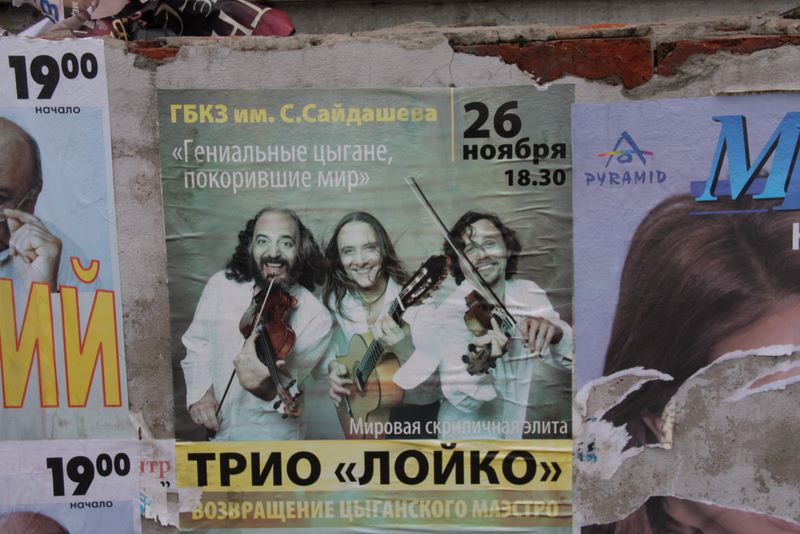 19⁰⁰
начало
ГБКЗ им. С.Сайдашева
26
ноября
18.30
«Гениальные цыгане,
покорившие мир»
Мировая скрипичная элита
ТРИО «ЛОЙКО»
ВОЗВРАЩЕНИЕ ЦЫГАНСКОГО МАЭСТРО
ИЙ
19⁰⁰
начало
PYRAMID
М